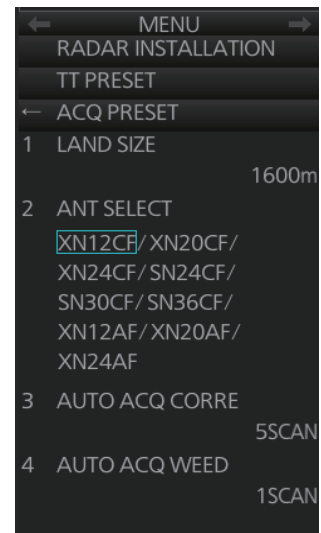 ← MENU →
RADAR INSTALLATION
TT PRESET
← ACQ PRESET
1 LAND SIZE
1600m
2 ANT SELECT
XN12CF/XN20CF/
XN24CF/SN24CF/
SN30CF/SN36CF/
XN12AF/XN20AF/
XN24AF
3 AUTO ACQ CORRE
5SCAN
4 AUTO ACQ WEED
1SCAN